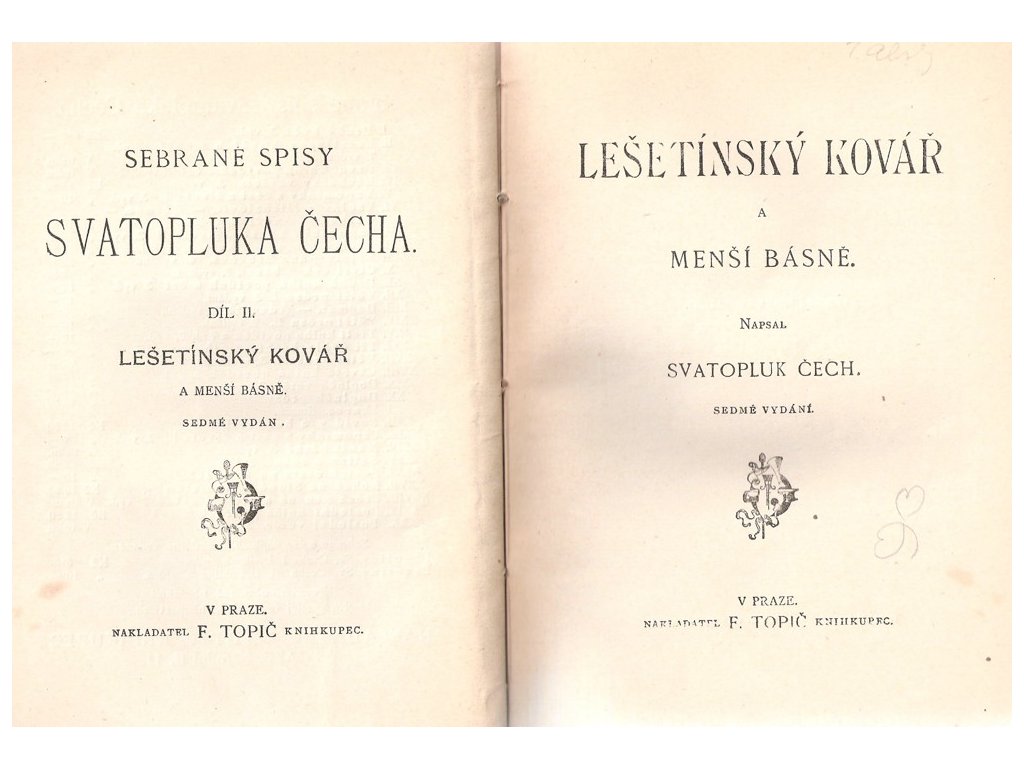 SEBRANÉ SPISY
SVATOPLUKA ČECHA.
DÍL II.
LEŠETÍNSKÝ KOVÁŘ
A MENŠÍ BÁSNĚ.
SEDMÉ VYDÁN .
V PRAZE.
NAKLADATEL F. TOPIČ KNIHKUPEC.
LEŠETÍNSKÝ KOVÁŘ
A
MENŠÍ BÁSNĚ.
NAPSAL
SVATOPLUK ČECH.
SEDMÉ VYDÁNÍ.
V PRAZE.
NAKLADATEL F. TOPIČ KNIHKUPEC.